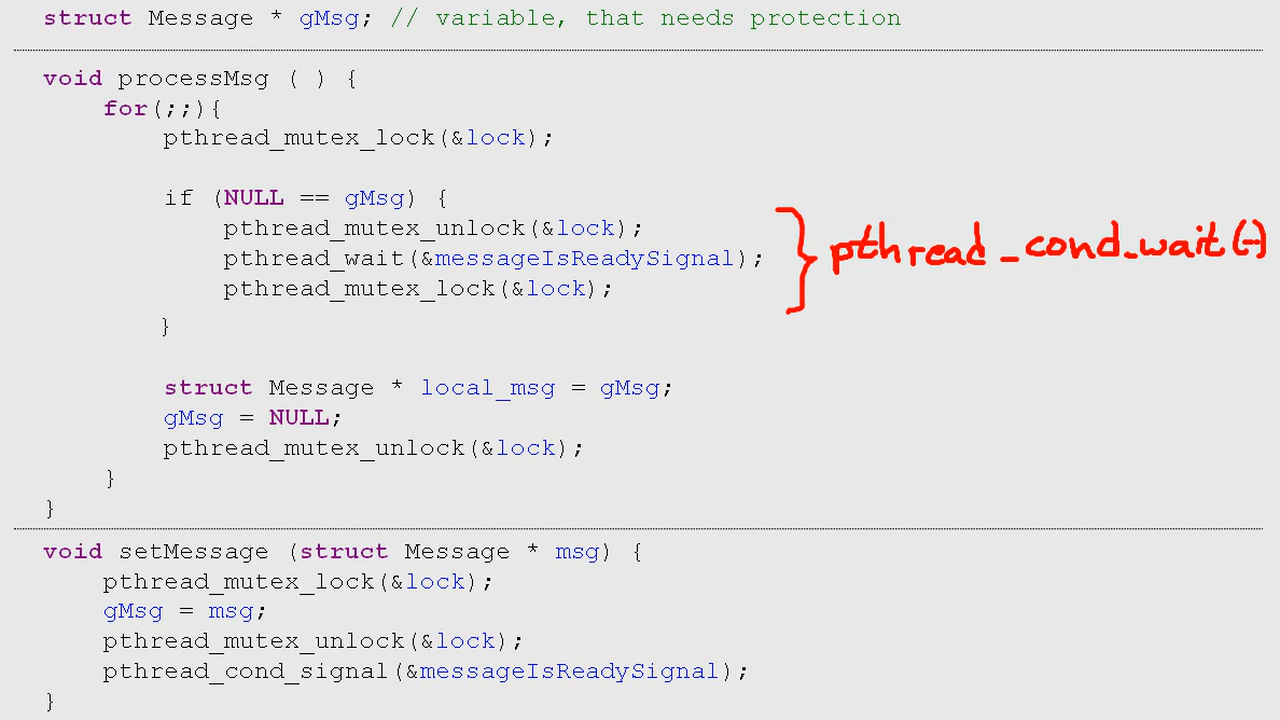 struct Message * gMsg; // variable, that needs protection
void processMsg ( ) {
for(;;){
pthread_mutex_lock(&lock);
if (NULL == gMsg) {
pthread_mutex_unlock(&lock);
pthread_wait(&messageIsReadySignal);
pthread_cond_wait(-)
pthread_mutex_lock(&lock);
}
struct Message * local_msg = gMsg;
gMsg = NULL;
pthread_mutex_unlock(&lock);
}
}
void setMessage (struct Message * msg) {
pthread_mutex_lock(&lock);
gMsg = msg;
pthread_mutex_unlock(&lock);
pthread_cond_signal(&messageIsReadySignal);
}